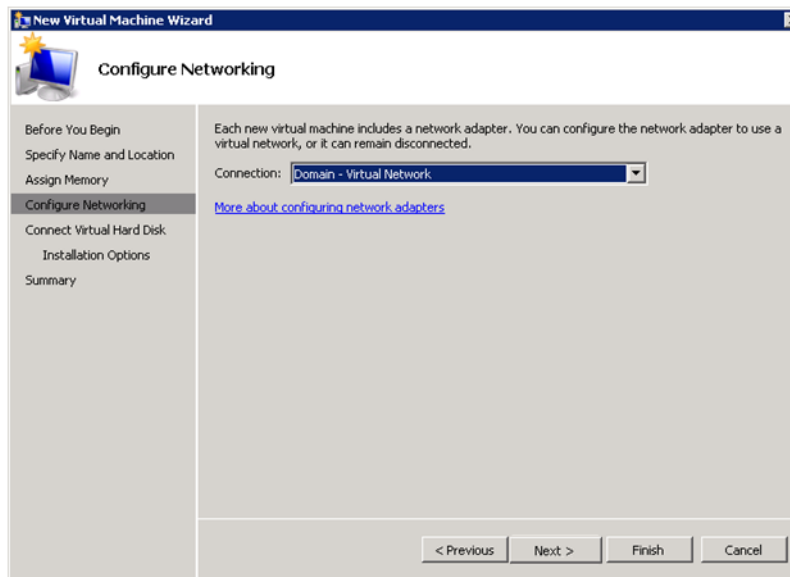 New Virtual Machine Wizard
Configure Networking
Before You Begin
Specify Name and Location
Assign Memory
Configure Networking
Connect Virtual Hard Disk
Installation Options
Summary
Each new virtual machine includes a network adapter. You can configure the network adapter to use a
virtual network, or it can remain disconnected.
Connection: Domain - Virtual Network
More about configuring network adapters
< Previous Next > Finish Cancel